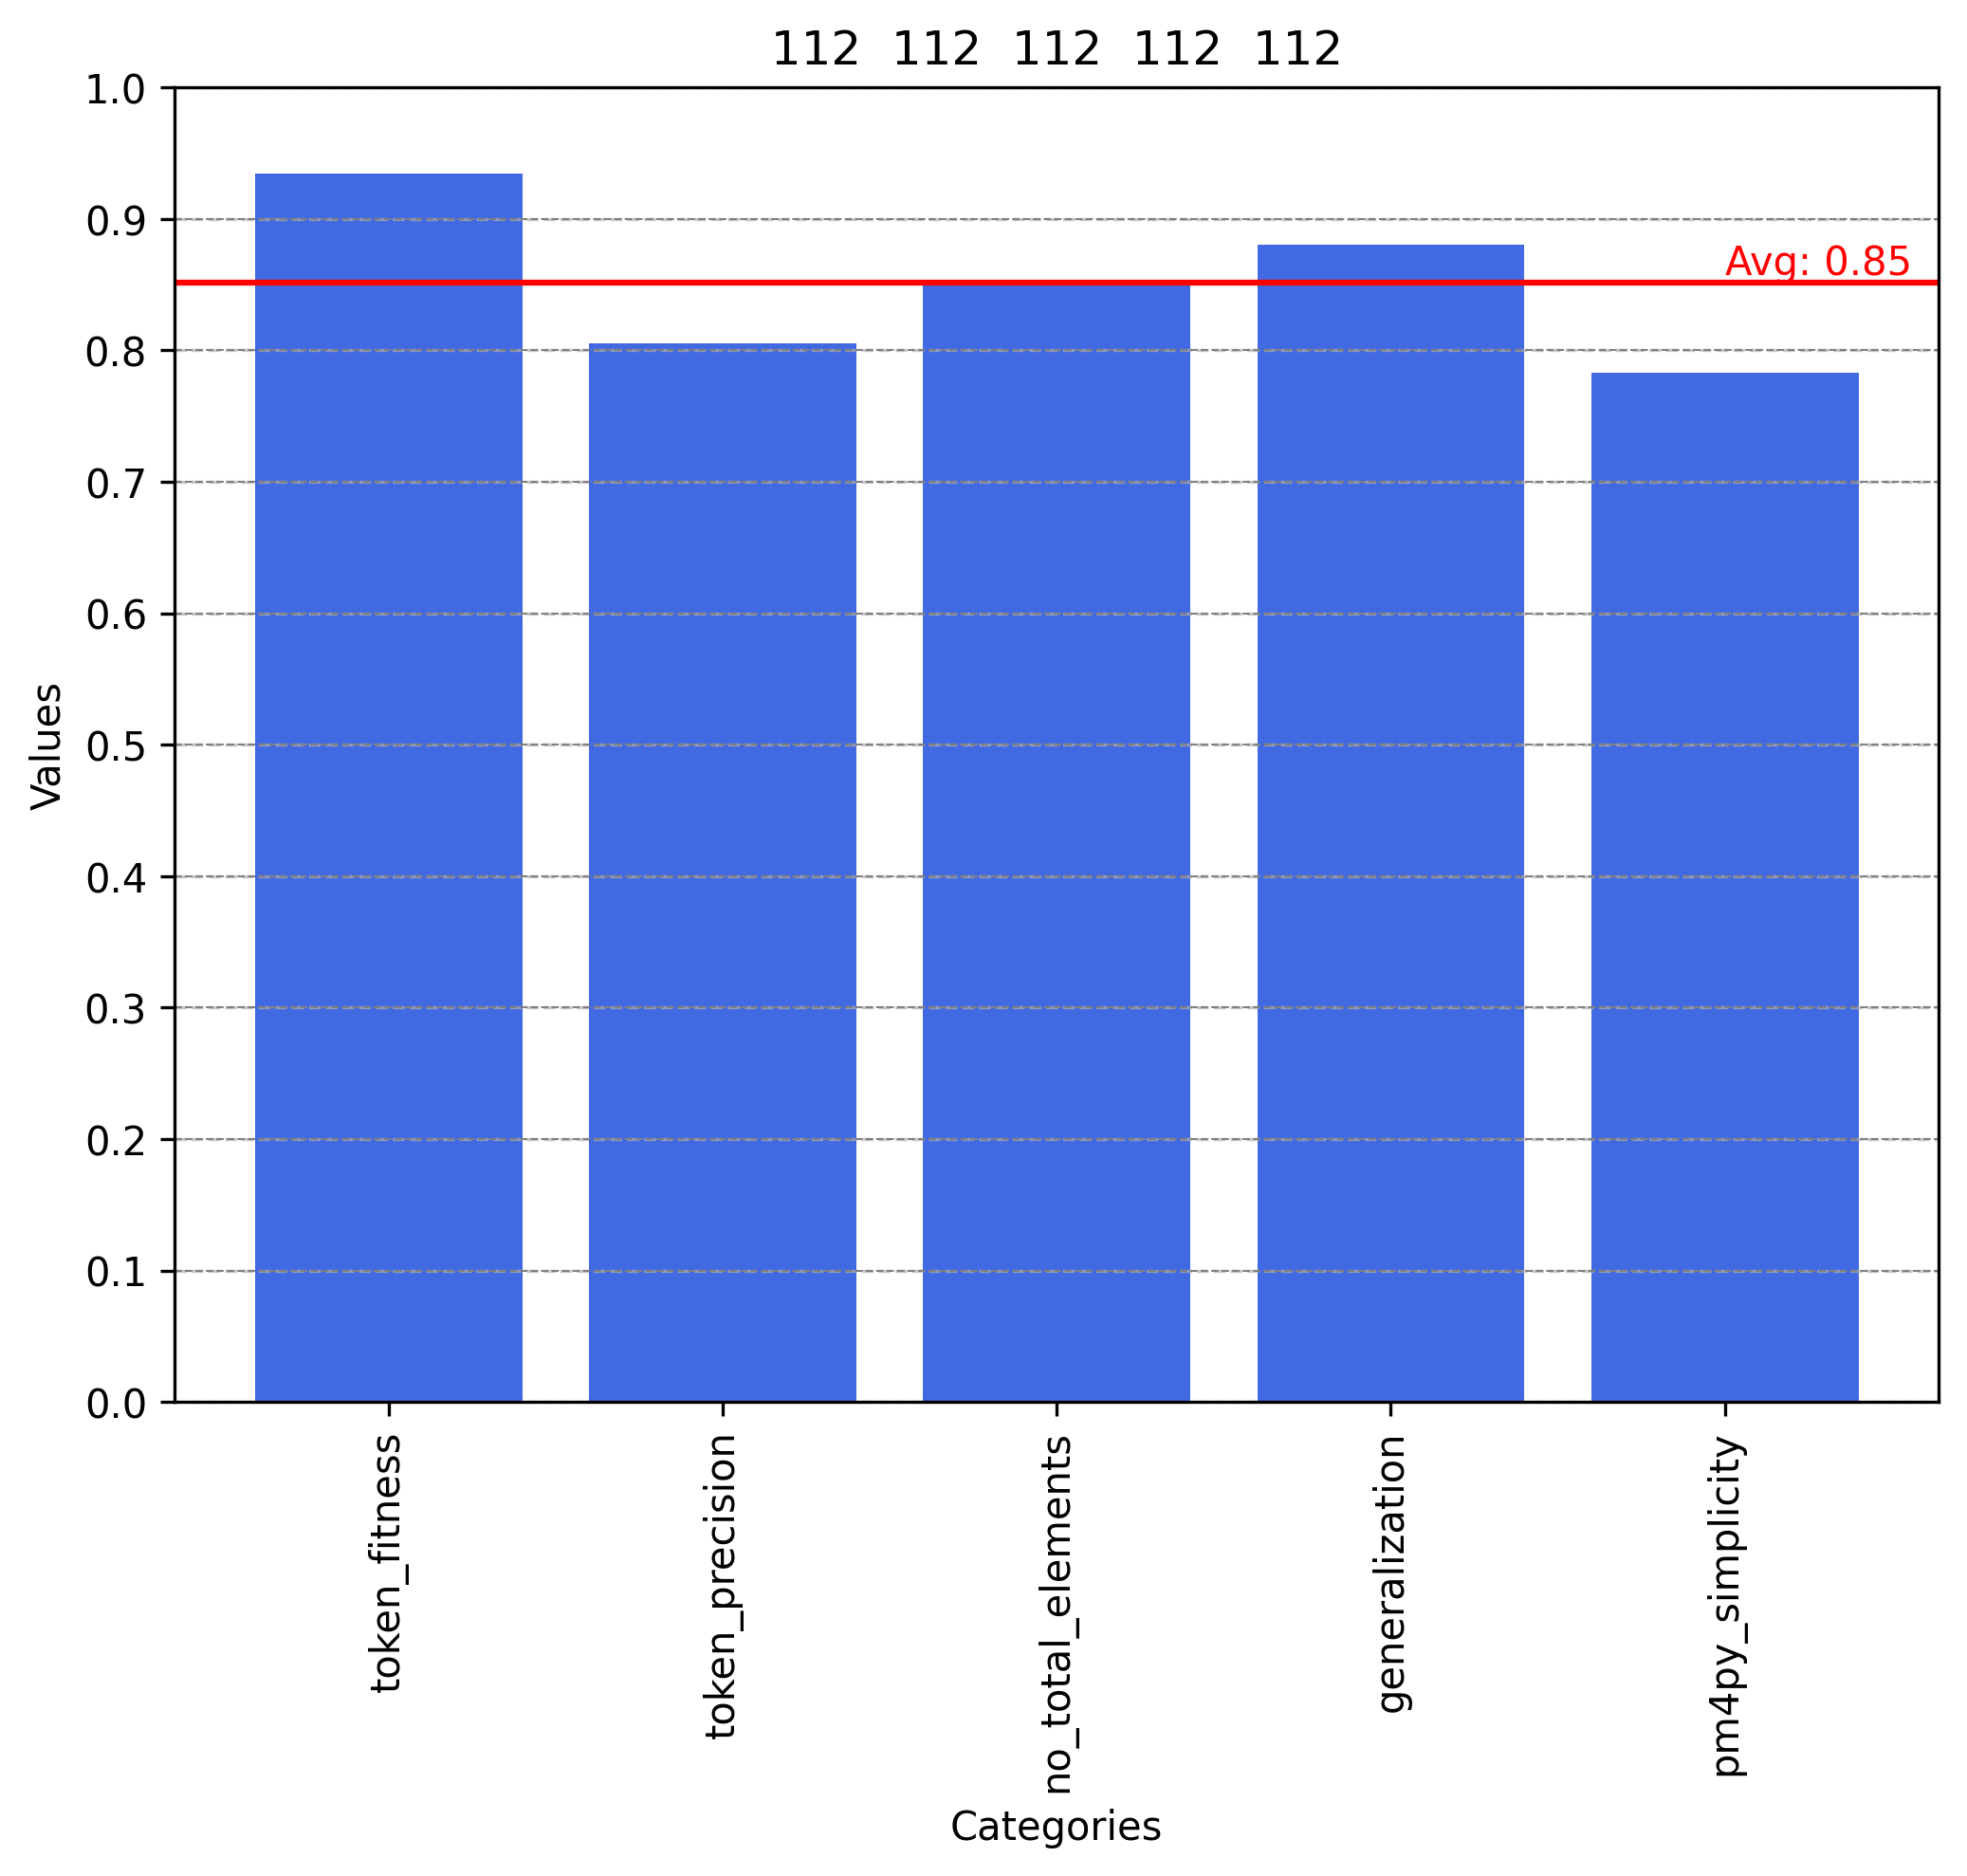 112 112 112 112 112
1.0
0.9
Avg: 0.85
0.8
0.7
0.6
0.5
0.4
0.3
0.2
0.1
0.0
Values
token_fitness
token_precision
no_total_elements
generalization
pm4py_simplicity
Categories